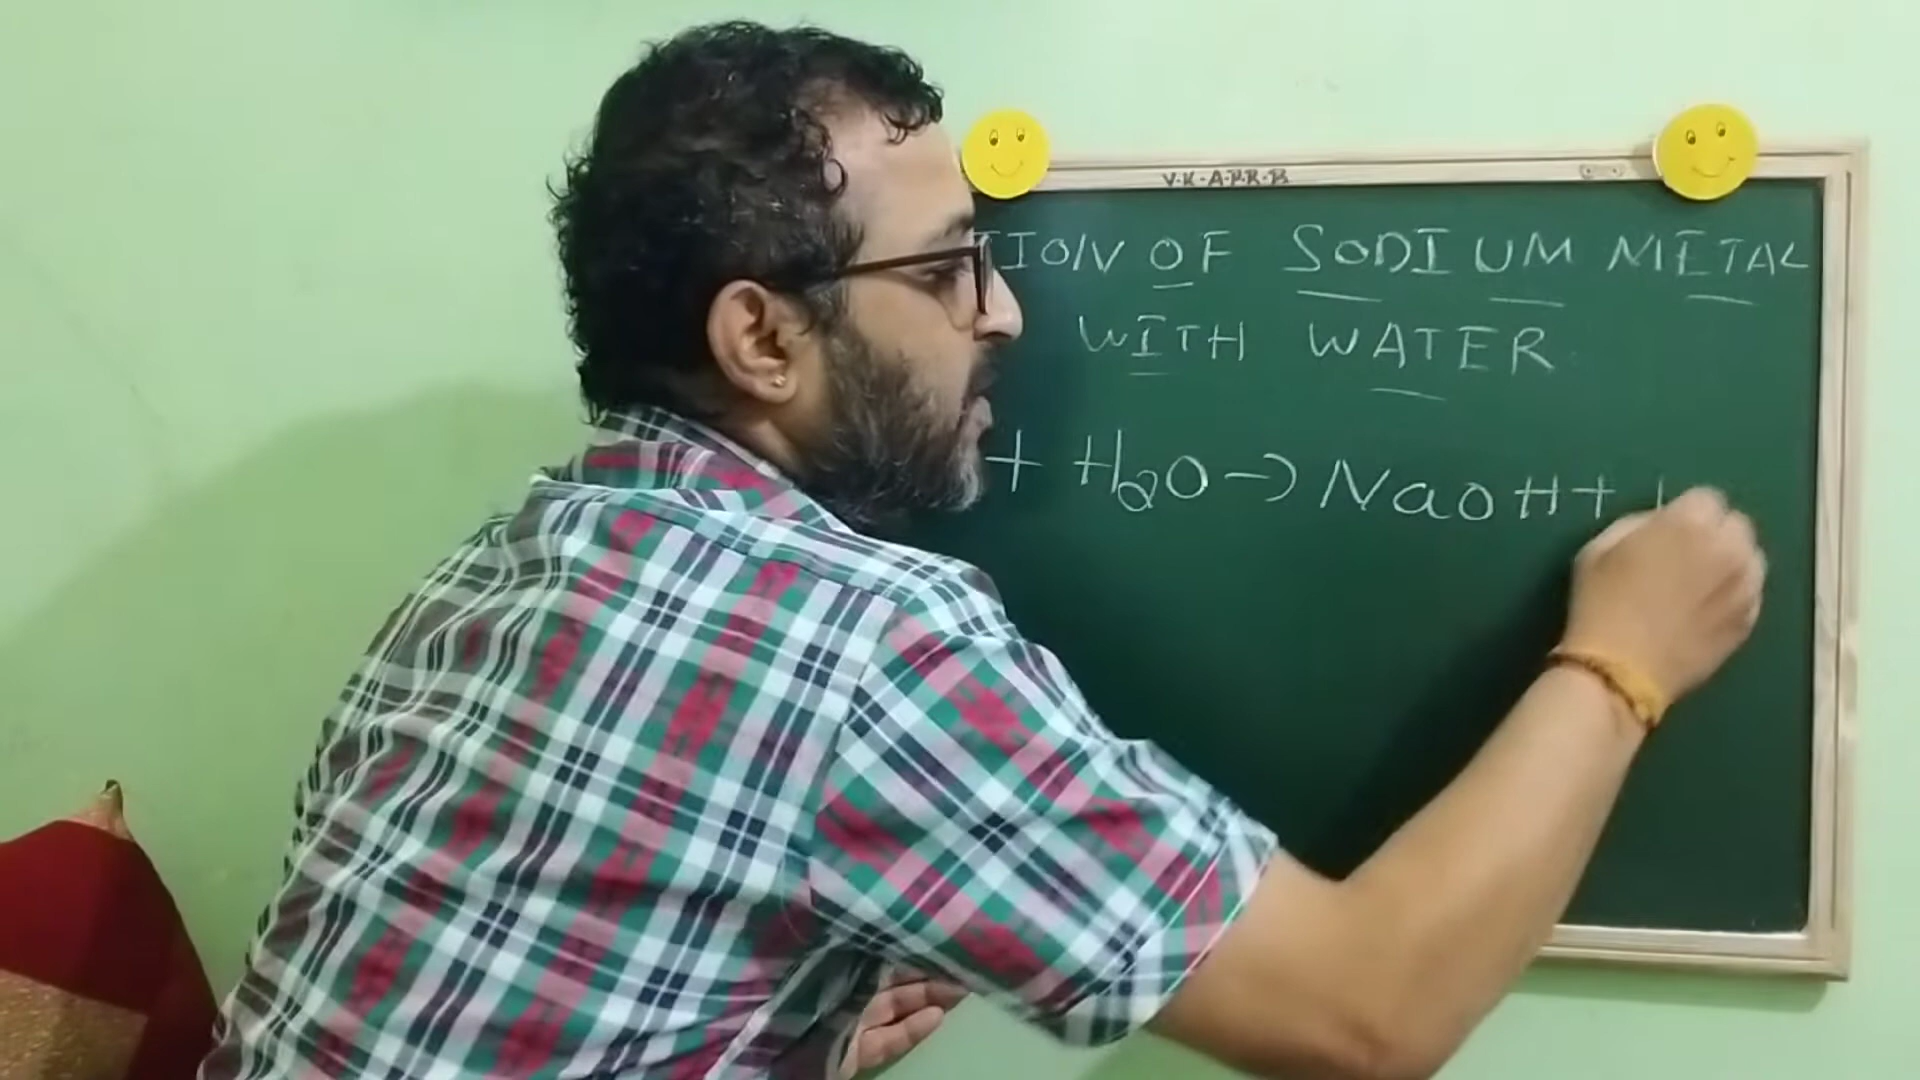 V.K.A.P.R.B
TION OF SODIUM METAL
WITH WATER
+ H₂O → NaOH +